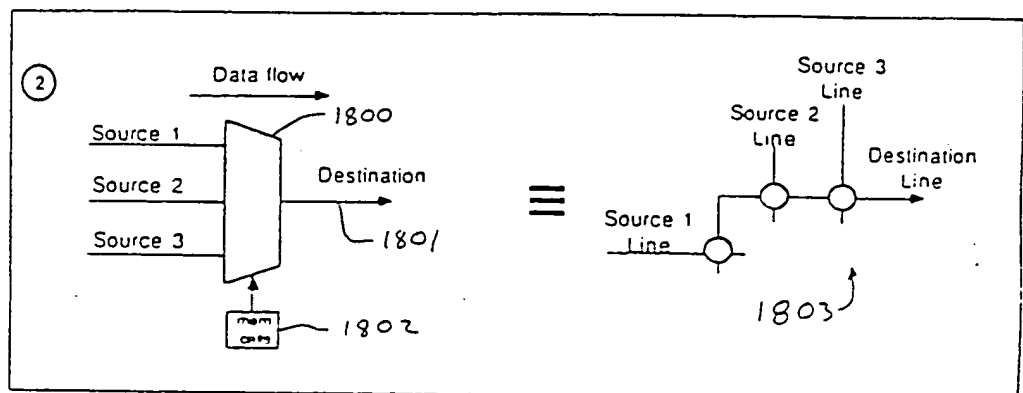 2
Data flow
1800
Source 1
Source 2
Source 3
Destination
1801
1802
≡
Source 3
Line
Source 2
Line
Destination
Line
Source 1
Line
1803